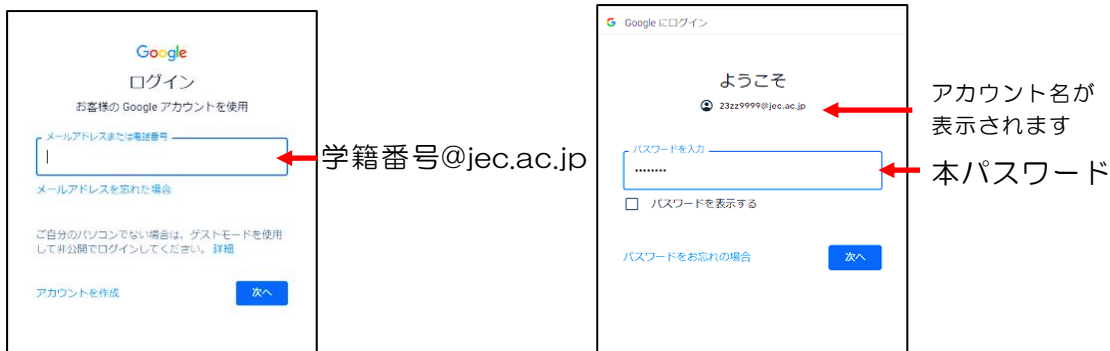 Google
ログイン
お客様の Google アカウントを使用
メールアドレスまたは電話番号
メールアドレスを忘れた場合
ご自分のパソコンでない場合は、ゲストモードを使用
して非公開でログインしてください。 詳細
アカウントを作成
次へ
学籍番号@jec.ac.jp
G Google にログイン
ようこそ
23zz9999@jec.ac.jp
パスワードを入力
••••••••
パスワードを表示する
パスワードをお忘れの場合
次へ
アカウント名が
表示されます
本パスワード